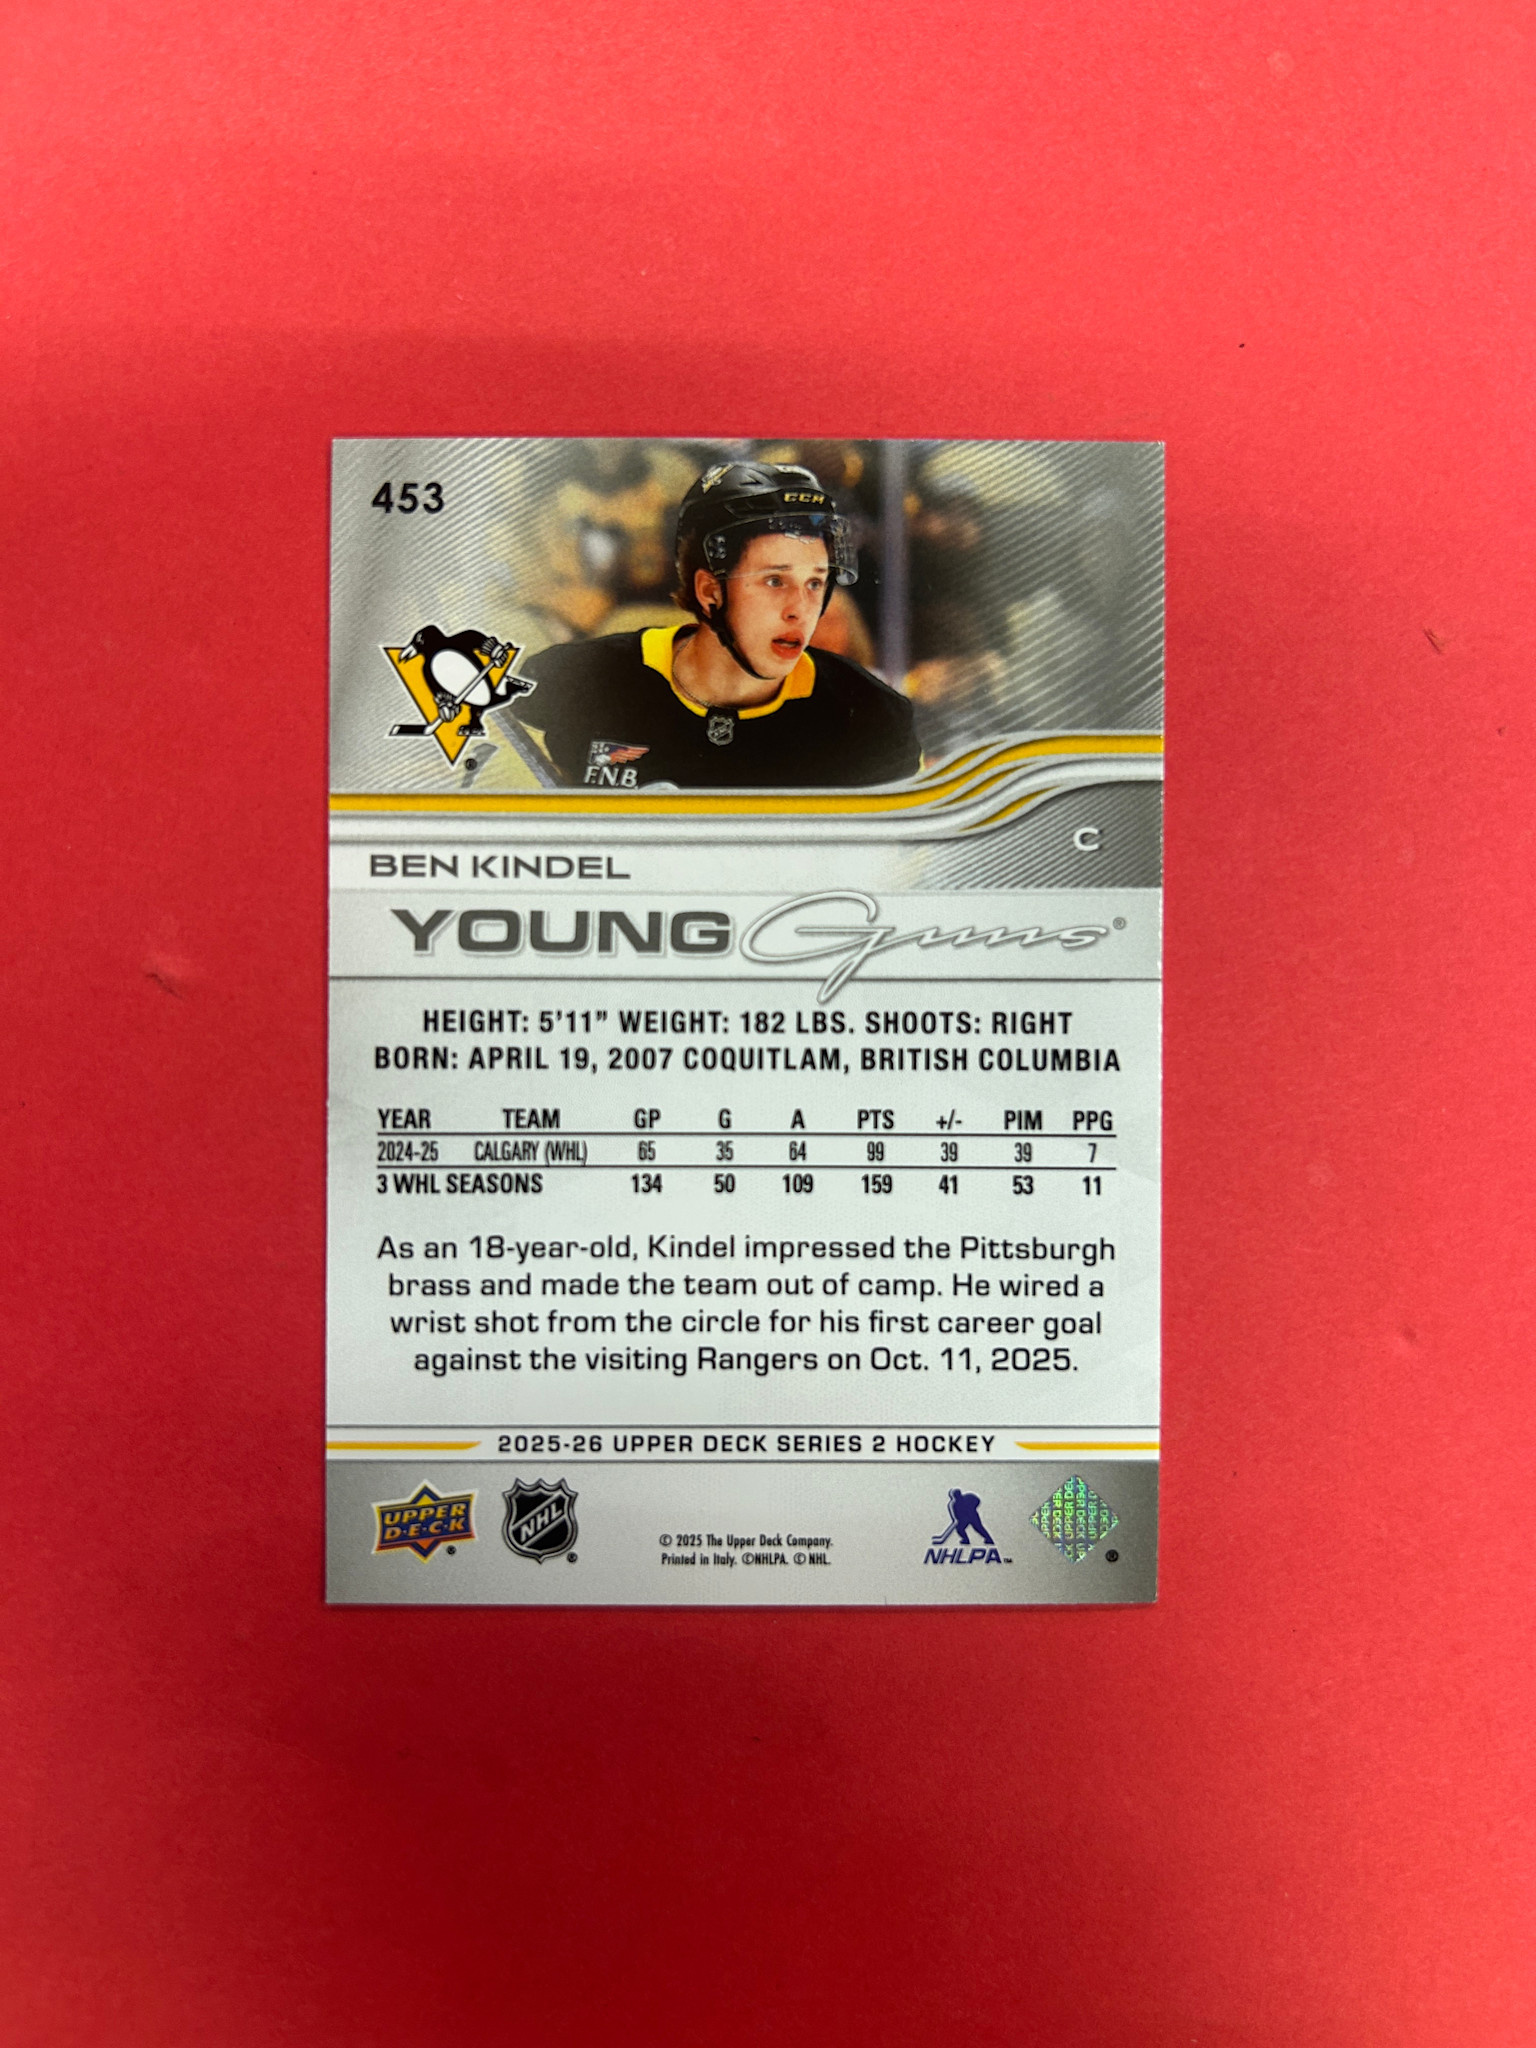 453
CCM
F.N.B.
C
BEN KINDEL
YOUNG Guns®
HEIGHT: 5'11" WEIGHT: 182 LBS. SHOOTS: RIGHT
BORN: APRIL 19, 2007 COQUITLAM, BRITISH COLUMBIA
YEAR TEAM GP G A PTS +/- PIM PPG
2024-25 CALGARY (WHL) 65 35 64 99 39 39 7
3 WHL SEASONS 134 50 109 159 41 53 11
As an 18-year-old, Kindel impressed the Pittsburgh
brass and made the team out of camp. He wired a
wrist shot from the circle for his first career goal
against the visiting Rangers on Oct. 11, 2025.
2025-26 UPPER DECK SERIES 2 HOCKEY
UPPER
D·E·C·K
®
NHL
®
© 2025 The Upper Deck Company.
Printed in Italy. ©NHLPA. © NHL.
NHLPA™
UPPER DECK
®